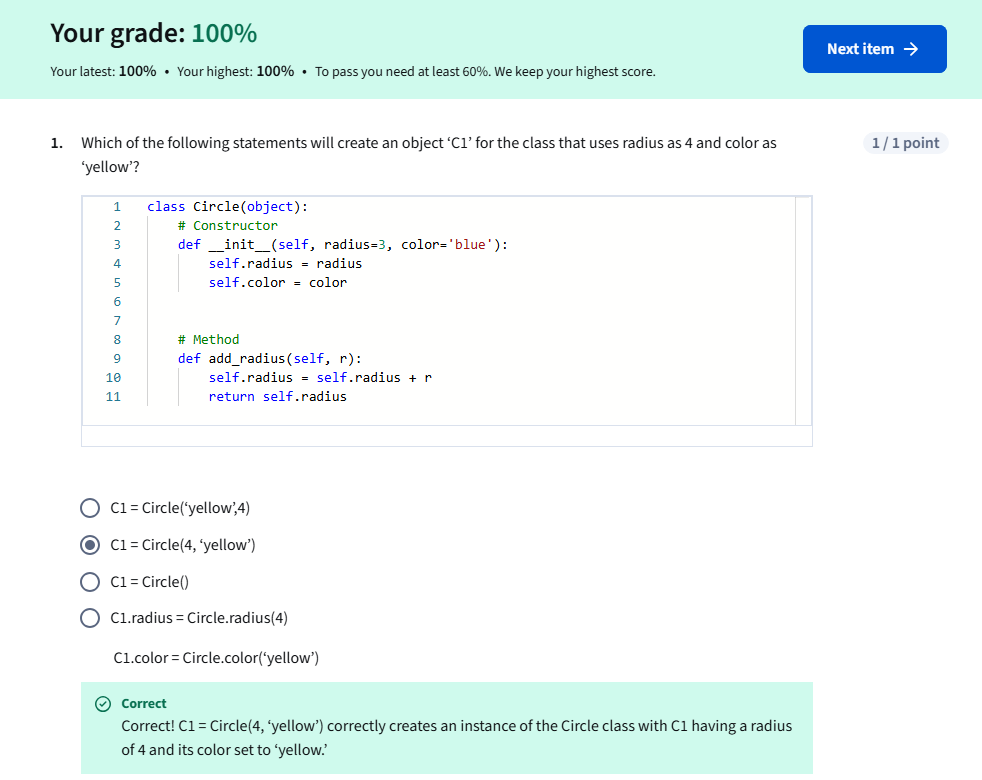 Your grade: 100%
Next item →
Your latest: 100% • Your highest: 100% • To pass you need at least 60%. We keep your highest score.
1. Which of the following statements will create an object ‘C1’ for the class that uses radius as 4 and color as
‘yellow’?
1 / 1 point
1 class Circle(object):
2     # Constructor
3     def __init__(self, radius=3, color='blue'):
4         self.radius = radius
5         self.color = color
6
7
8     # Method
9     def add_radius(self, r):
10         self.radius = self.radius + r
11         return self.radius
C1 = Circle(‘yellow’,4)
C1 = Circle(4, ‘yellow’)
C1 = Circle()
C1.radius = Circle.radius(4)
C1.color = Circle.color(‘yellow’)
Correct
Correct! C1 = Circle(4, ‘yellow’) correctly creates an instance of the Circle class with C1 having a radius
of 4 and its color set to ‘yellow.’